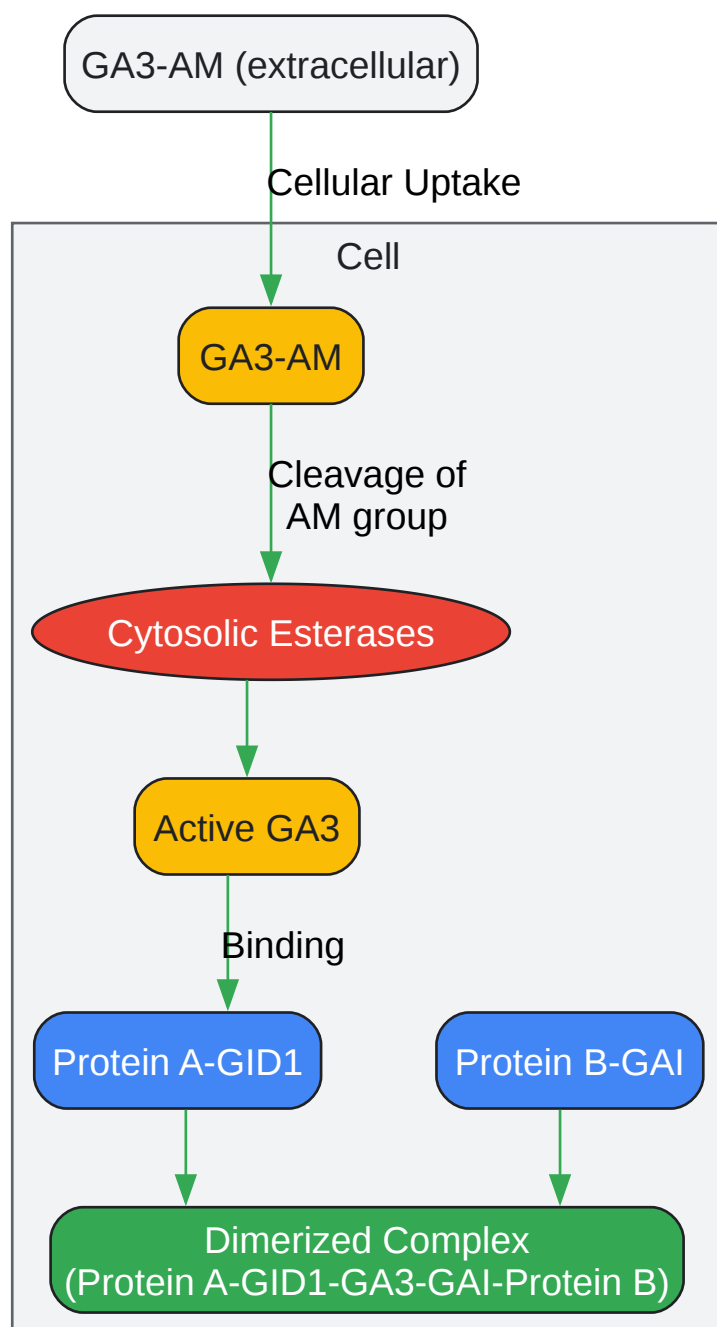 GA3-AM (extracellular)
Cellular Uptake
Cell
GA3-AM
Cleavage of
AM group
Cytosolic Esterases
Active GA3
Binding
Protein A-GID1
Protein B-GAI
Dimerized Complex
(Protein A-GID1-GA3-GAI-Protein B)